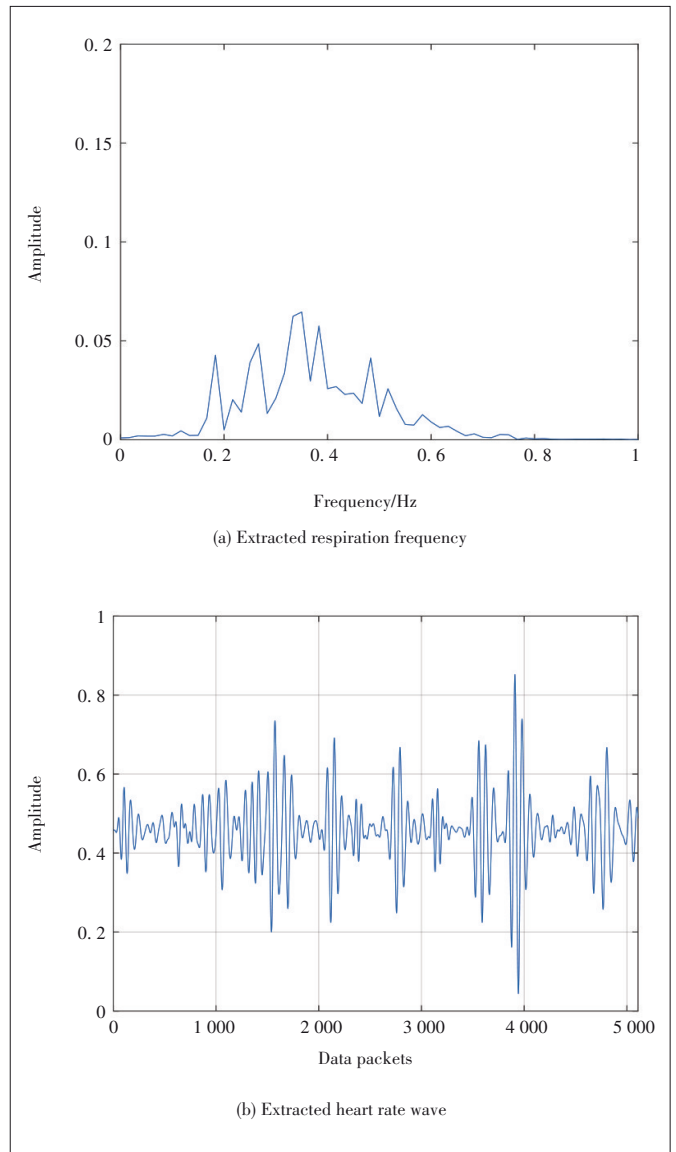 0. 2
0. 15
0. 1
0. 05
0
Amplitude
0 0. 2 0. 4 0. 6 0. 8 1
Frequency/Hz
(a) Extracted respiration frequency
1
0. 8
0. 6
0. 4
0. 2
0
Amplitude
0 1 000 2 000 3 000 4 000 5 000
Data packets
(b) Extracted heart rate wave